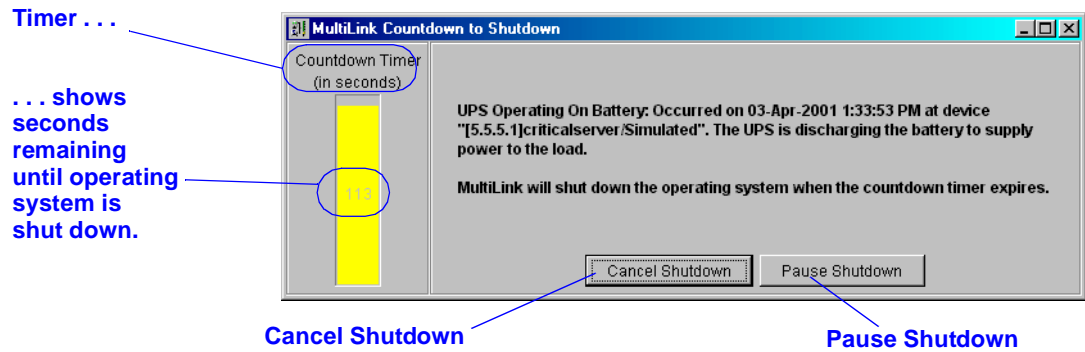 Timer . . .
. . . shows
seconds
remaining
until operating
system is
shut down.
MultiLink Countdown to Shutdown
Countdown Timer
(in seconds)
113
UPS Operating On Battery: Occurred on 03-Apr-2001 1:33:53 PM at device
"[5.5.5.1]criticalserver/Simulated". The UPS is discharging the battery to supply
power to the load.
MultiLink will shut down the operating system when the countdown timer expires.
Cancel Shutdown
Pause Shutdown
Cancel Shutdown
Pause Shutdown